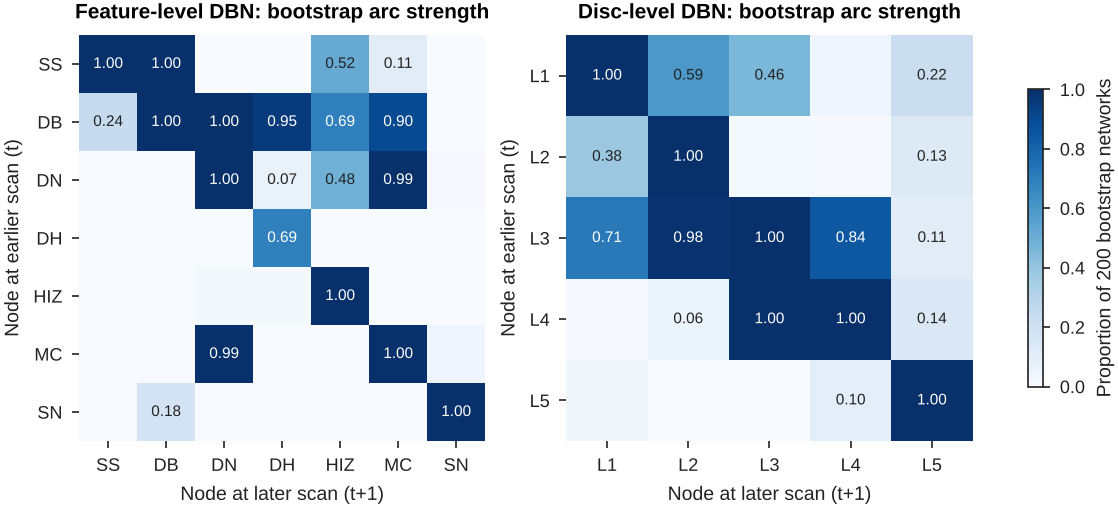 Feature-level DBN: bootstrap arc strength
SS 1.00 1.00 0.52 0.11
DB 0.24 1.00 1.00 0.95 0.69 0.90
DN 1.00 0.07 0.48 0.99
DH 0.69
HIZ 1.00
MC 0.99 1.00
SN 0.18 1.00
SS DB DN DH HIZ MC SN
Node at later scan (t+1)
Node at earlier scan (t)
Disc-level DBN: bootstrap arc strength
L1 1.00 0.59 0.46 0.22
L2 0.38 1.00 0.13
L3 0.71 0.98 1.00 0.84 0.11
L4 0.06 1.00 1.00 0.14
L5 0.10 1.00
L1 L2 L3 L4 L5
Node at later scan (t+1)
Node at earlier scan (t)
1.0
0.8
0.6
0.4
0.2
0.0
Proportion of 200 bootstrap networks